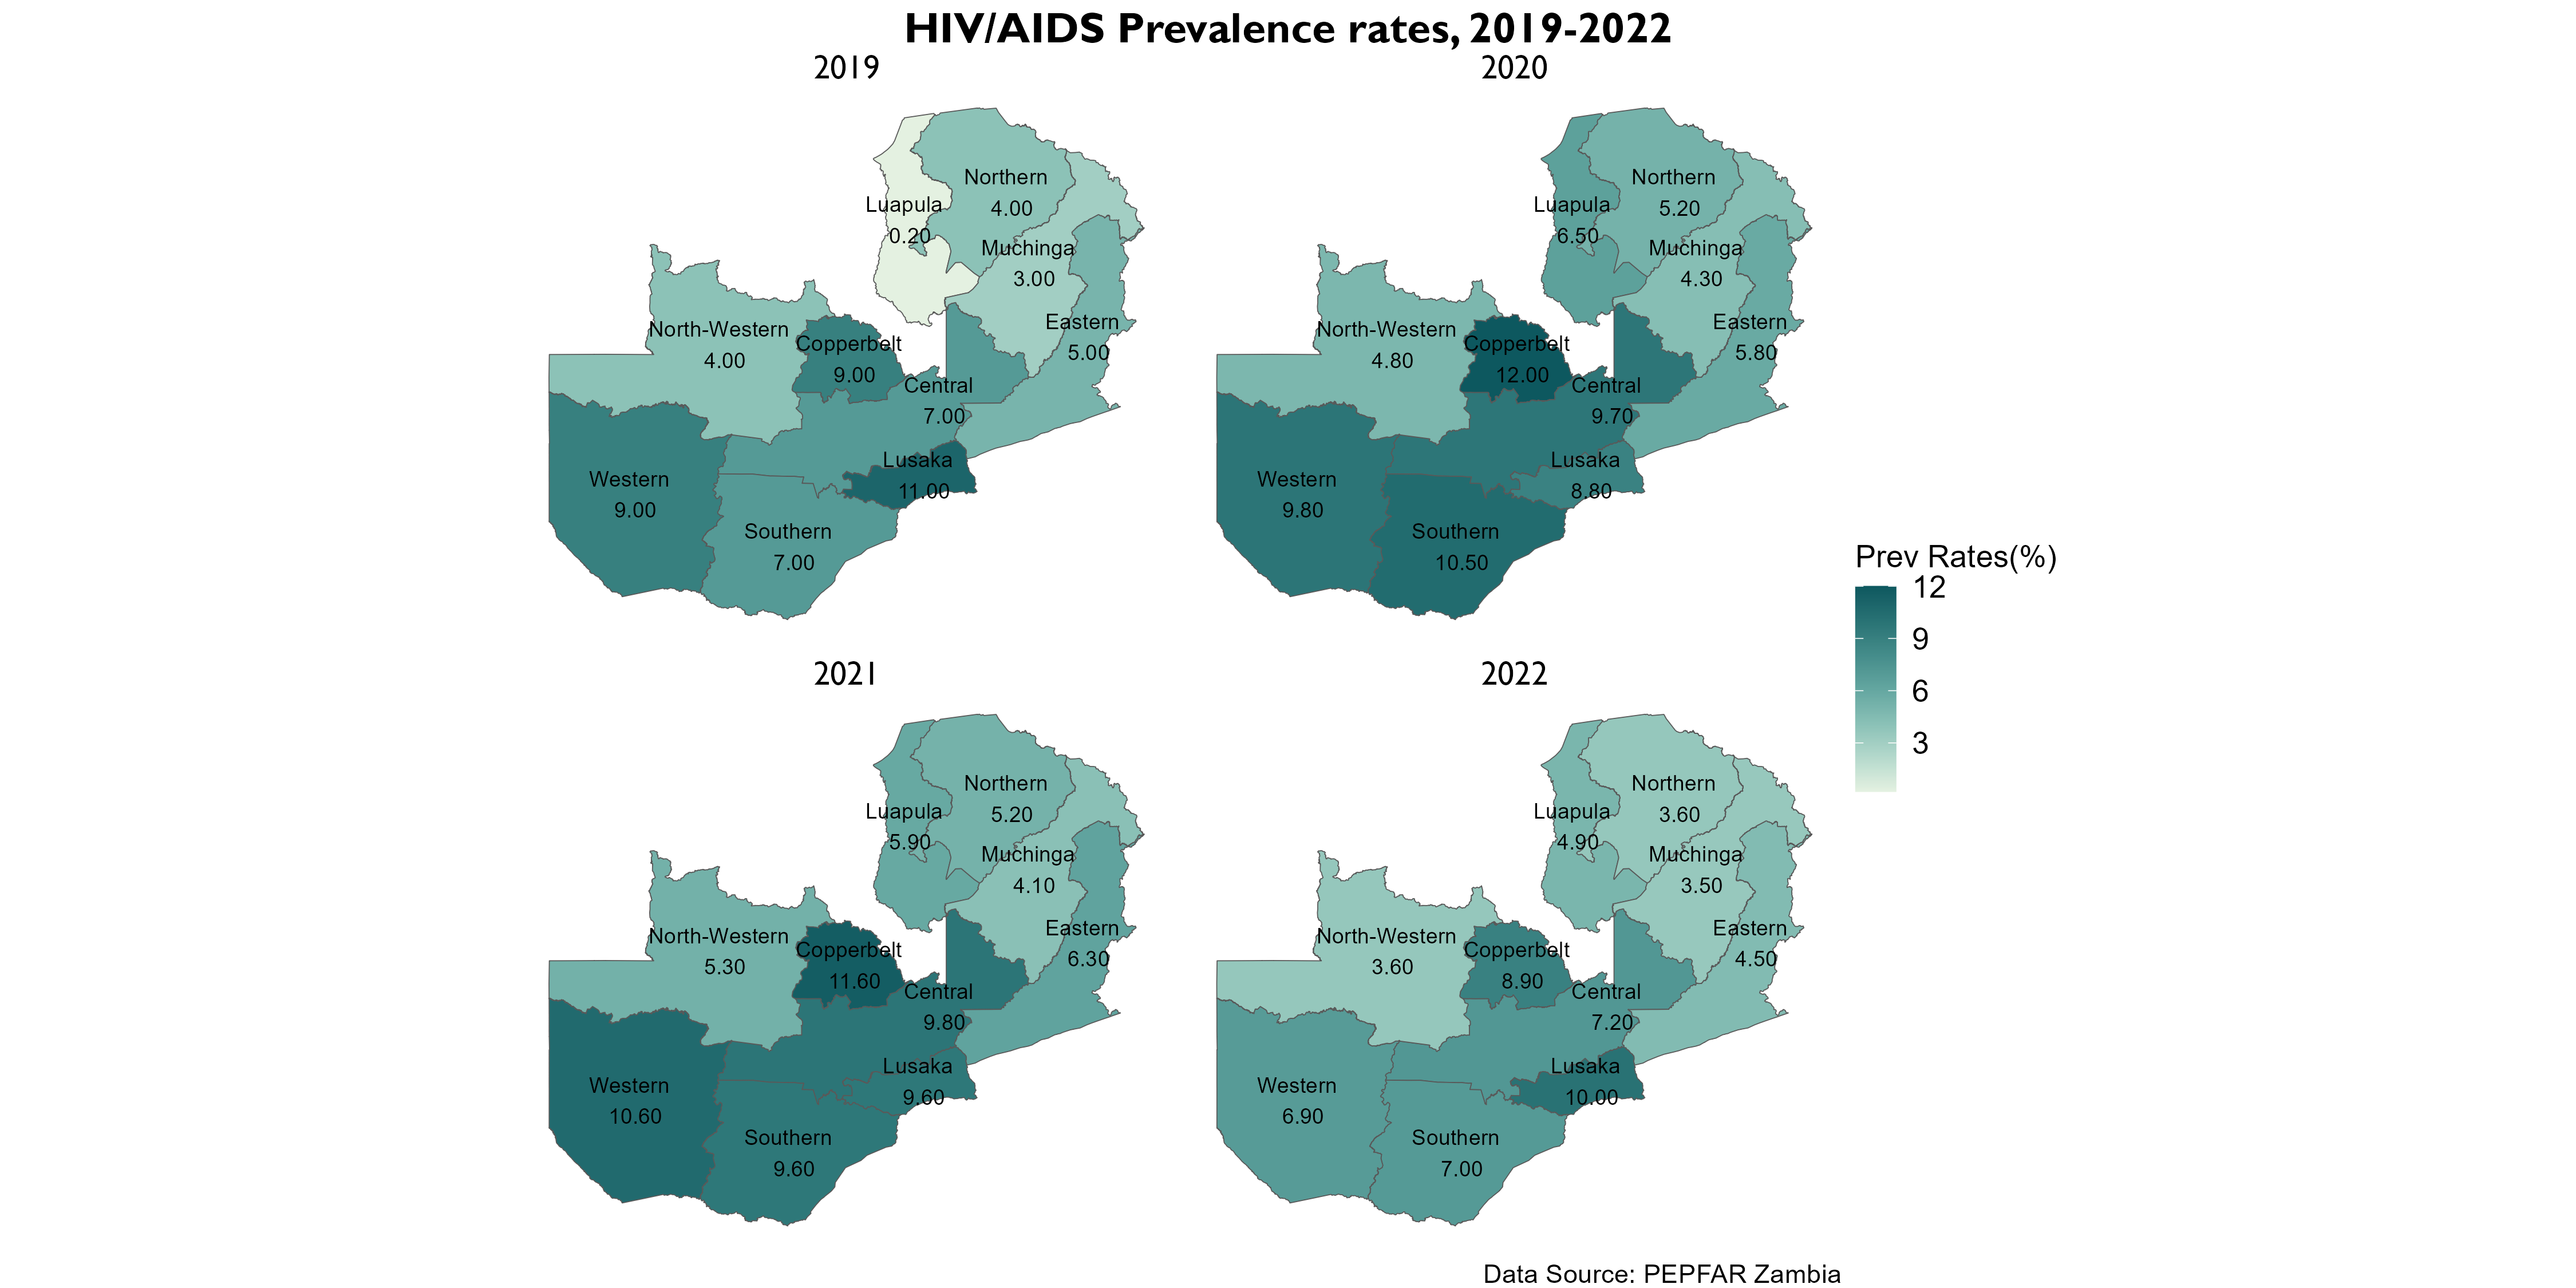 HIV/AIDS Prevalence rates, 2019-2022
2019
Northern
4.00
Luapula
0.20
Muchinga
3.00
Eastern
5.00
North-Western
4.00
Copperbelt
9.00
Central
7.00
Lusaka
11.00
Western
9.00
Southern
7.00
2020
Northern
5.20
Luapula
6.50
Muchinga
4.30
Eastern
5.80
North-Western
4.80
Copperbelt
12.00
Central
9.70
Lusaka
8.80
Western
9.80
Southern
10.50
2021
Northern
5.20
Luapula
5.90
Muchinga
4.10
Eastern
6.30
North-Western
5.30
Copperbelt
11.60
Central
9.80
Lusaka
9.60
Western
10.60
Southern
9.60
2022
Northern
3.60
Luapula
4.90
Muchinga
3.50
Eastern
4.50
North-Western
3.60
Copperbelt
8.90
Central
7.20
Lusaka
10.00
Western
6.90
Southern
7.00
Prev Rates(%)
12
9
6
3
Data Source: PEPFAR Zambia